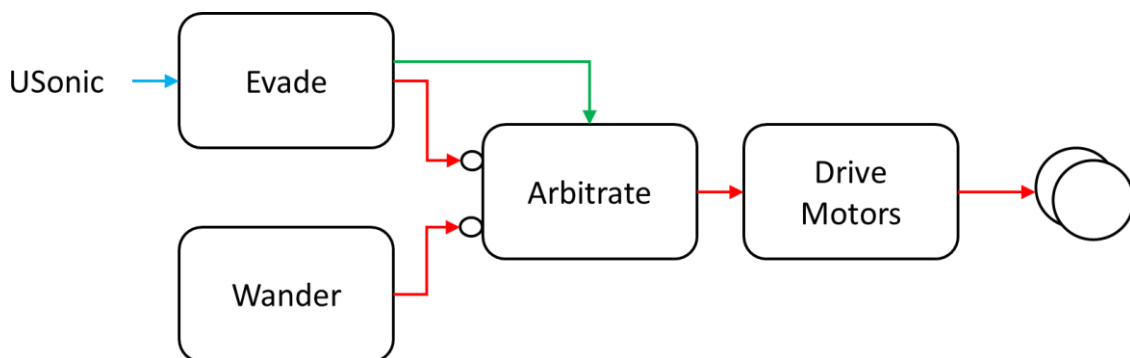 USonic
Evade
Arbitrate
Drive
Motors
Wander